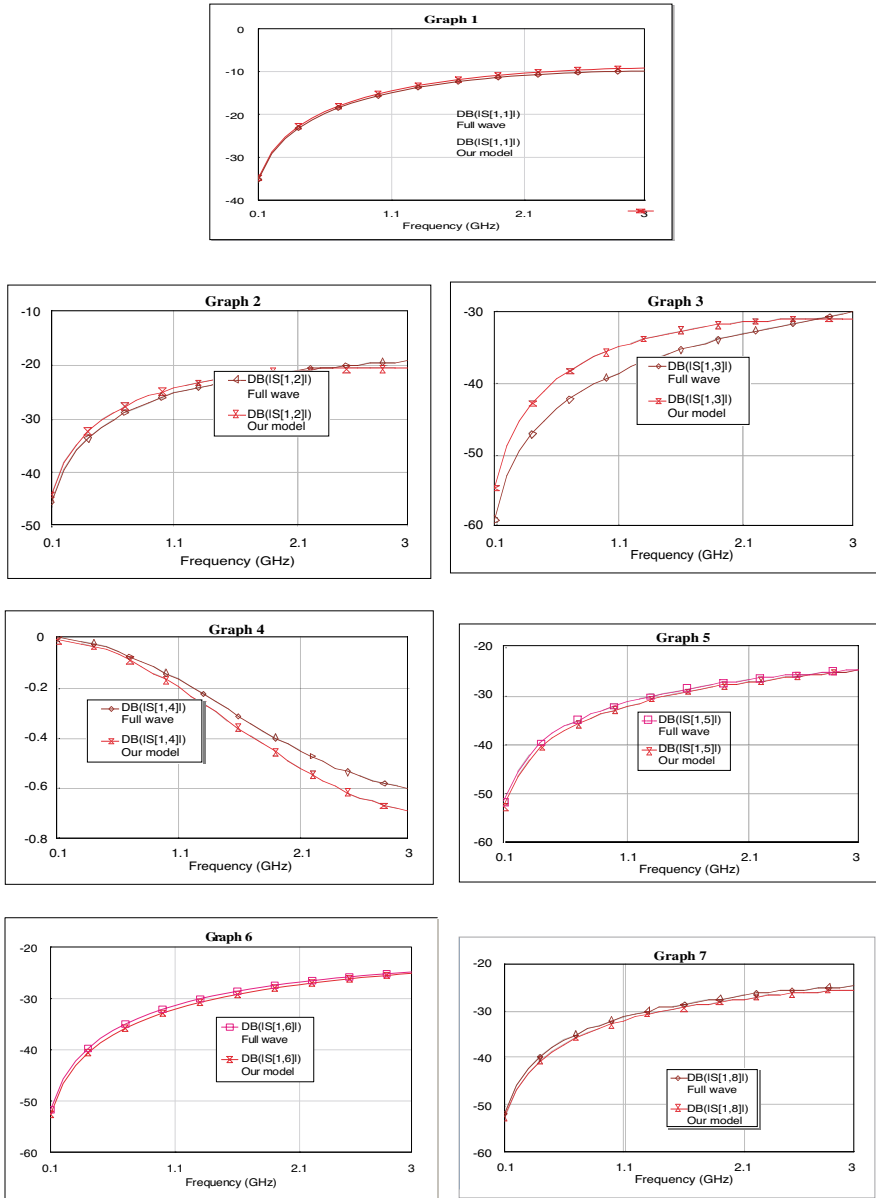 Graph 1
0
-10
-20
-30
-40
DB(|S[1,1]|)
Full wave
DB(|S[1,1]|)
Our model
0.1 1.1 2.1 3
Frequency (GHz)
Graph 2
-10
-20
-30
-40
-50
DB(|S[1,2]|)
Full wave
DB(|S[1,2]|)
Our model
0.1 1.1 2.1 3
Frequency (GHz)
Graph 3
-30
-40
-50
-60
DB(|S[1,3]|)
Full wave
DB(|S[1,3]|)
Our model
0.1 1.1 2.1 3
Frequency (GHz)
Graph 4
0
-0.2
-0.4
-0.6
-0.8
DB(|S[1,4]|)
Full wave
DB(|S[1,4]|)
Our model
0.1 1.1 2.1 3
Frequency (GHz)
Graph 5
-20
-30
-40
-50
-60
DB(|S[1,5]|)
Full wave
DB(|S[1,5]|)
Our model
0.1 1.1 2.1 3
Frequency (GHz)
Graph 6
-20
-30
-40
-50
-60
DB(|S[1,6]|)
Full wave
DB(|S[1,6]|)
Our model
0.1 1.1 2.1 3
Frequency (GHz)
Graph 7
-20
-30
-40
-50
-60
DB(|S[1,8]|)
Full wave
DB(|S[1,8]|)
Our model
0.1 1.1 2.1 3
Frequency (GHz)